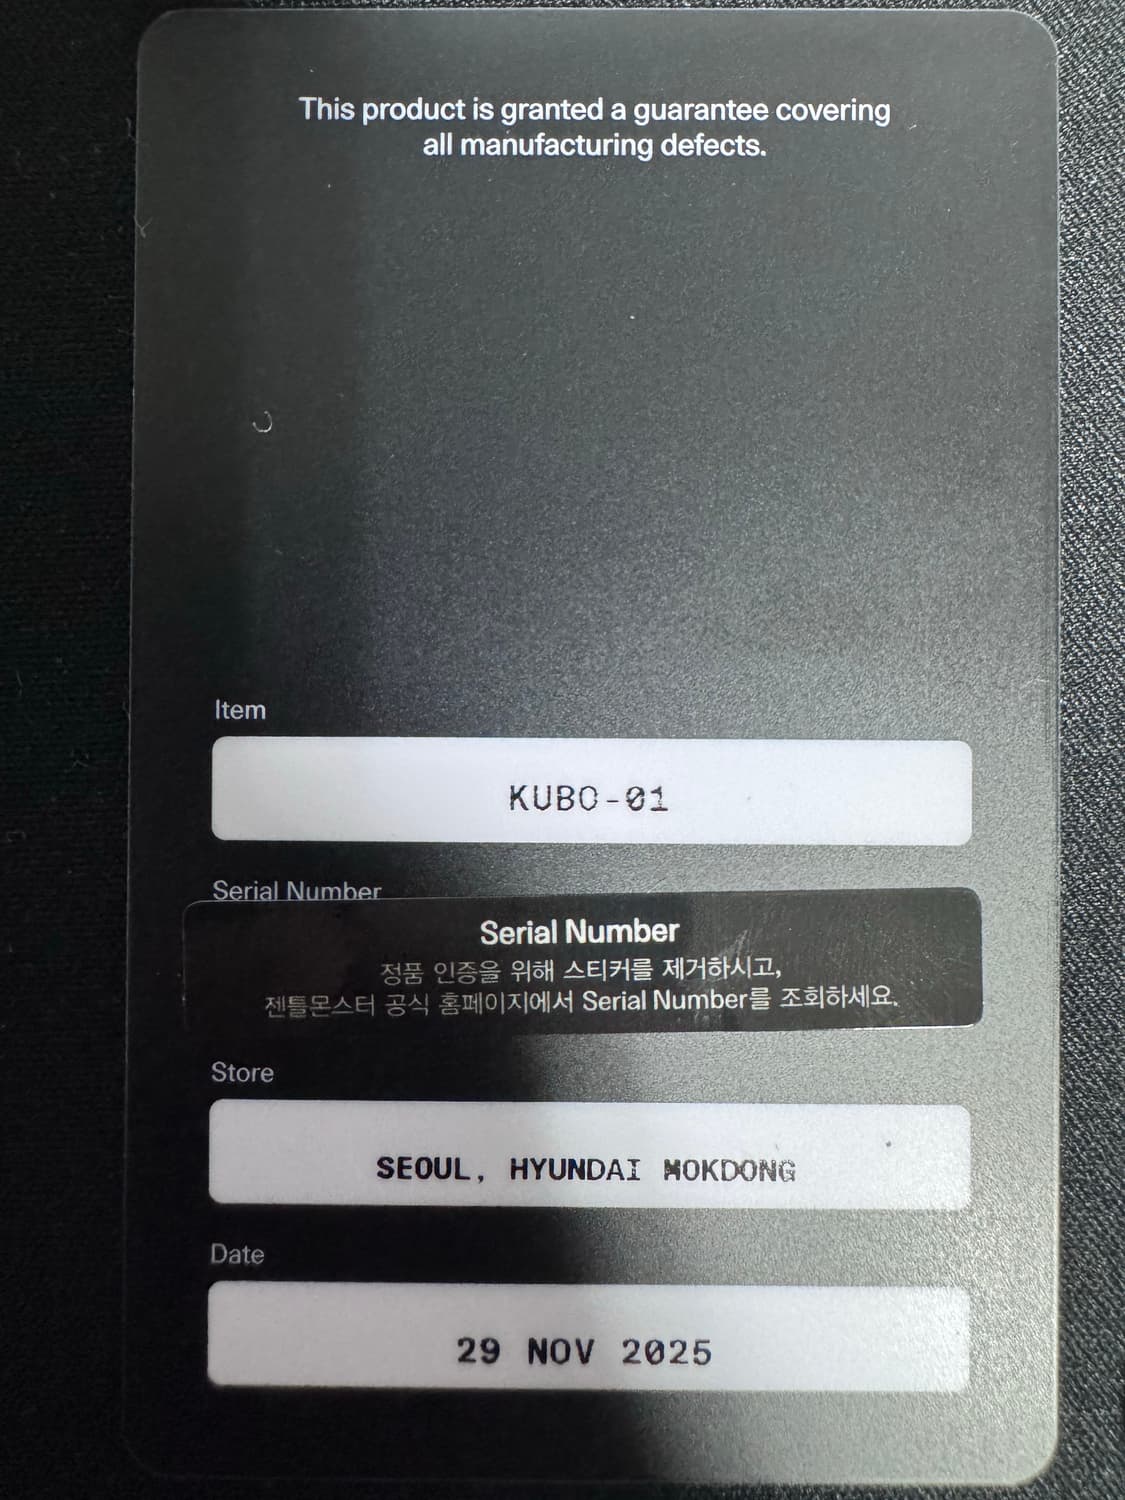 This product is granted a guarantee covering
all manufacturing defects.
Item
KUBO-01
Serial Number
Serial Number
정품 인증을 위해 스티커를 제거하시고,
젠틀몬스터 공식 홈페이지에서 Serial Number를 조회하세요.
Store
SEOUL, HYUNDAI MOKDONG
Date
29 NOV 2025